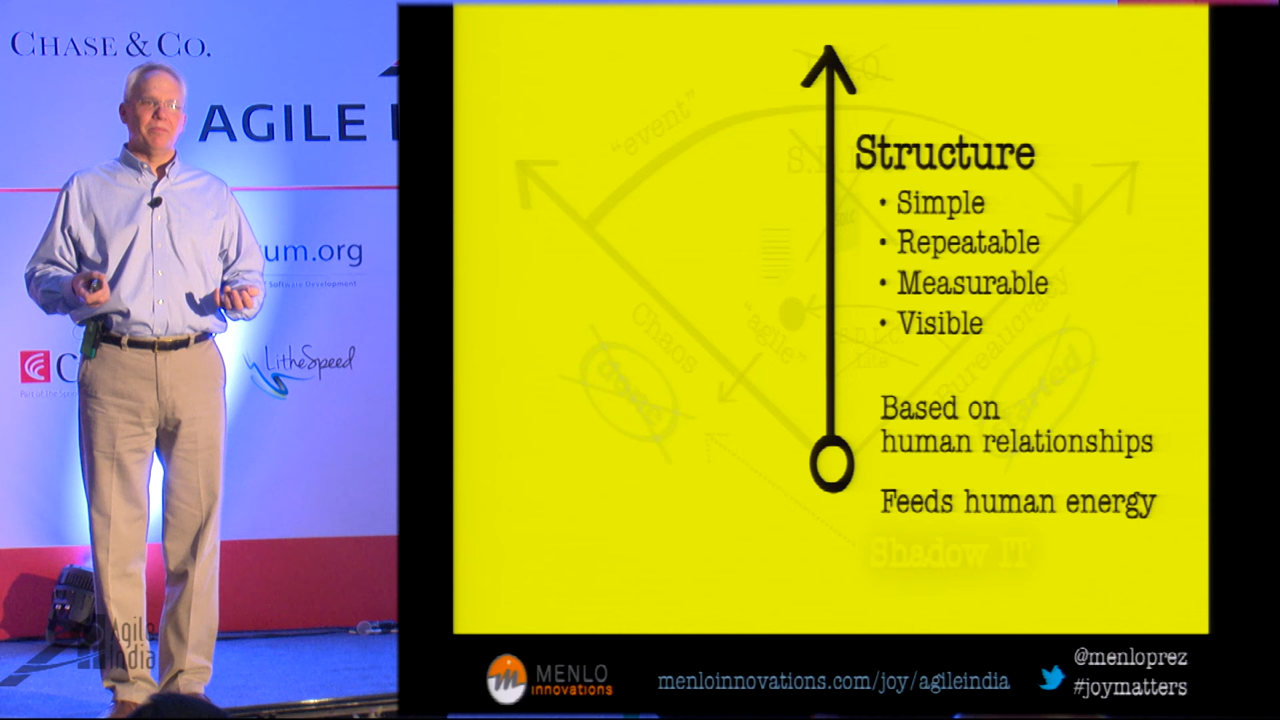 CHASE & CO.
AGILE I
um.org
Software Development
C
LitheSpeed
Agile
India
"event"
Structure
• Simple
• Repeatable
• Measurable
• Visible
Chaos
"agile"
Bureaucracy
Based on
human relationships
Feeds human energy
Shadow IT
MENLO
innovations
menloinnovations.com/joy/agileindia
@menloprez
#joymatters